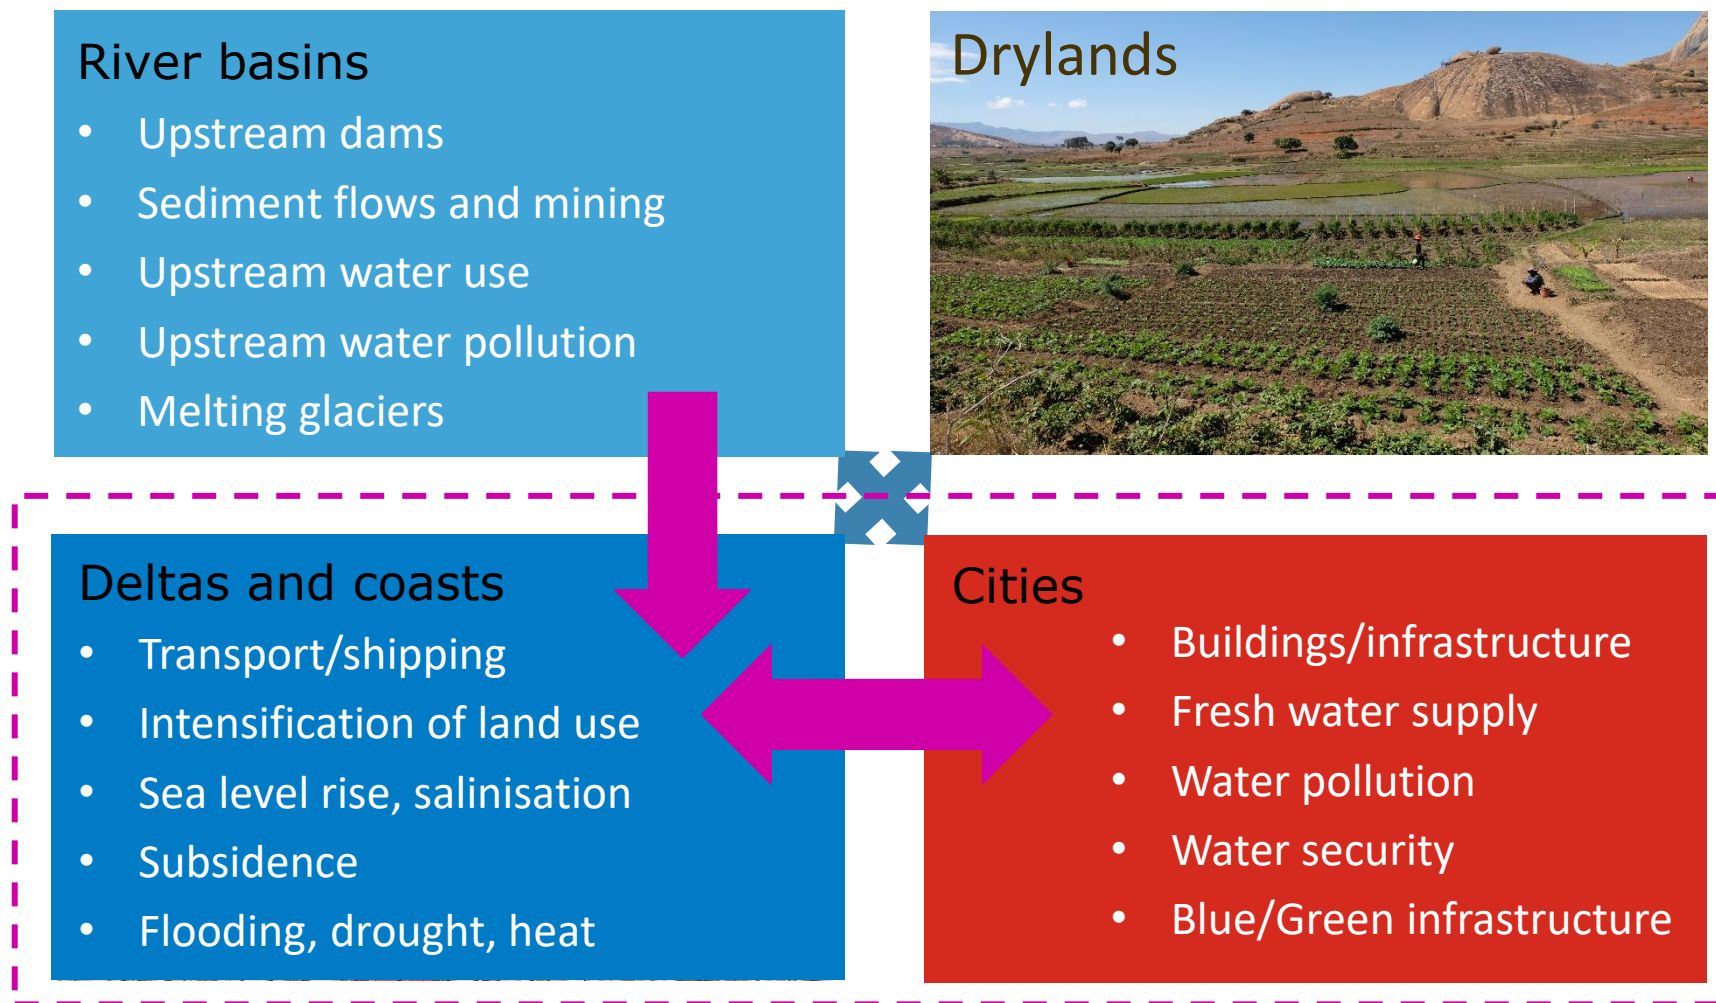 River basins
• Upstream dams
• Sediment flows and mining
• Upstream water use
• Upstream water pollution
• Melting glaciers
Drylands
Deltas and coasts
• Transport/shipping
• Intensification of land use
• Sea level rise, salinisation
• Subsidence
• Flooding, drought, heat
Cities
• Buildings/infrastructure
• Fresh water supply
• Water pollution
• Water security
• Blue/Green infrastructure